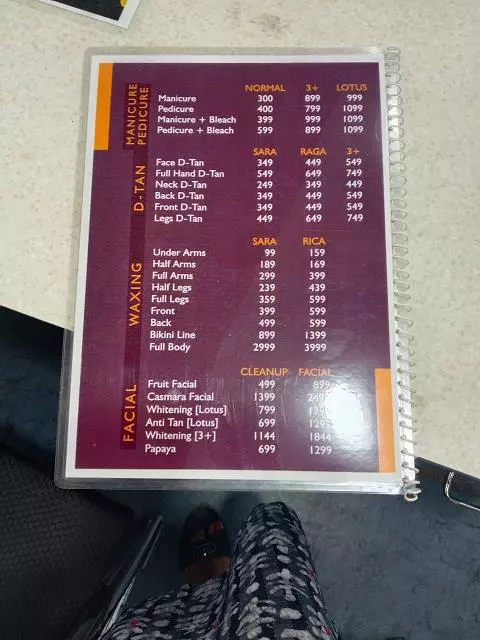 MANICURE PEDICURE
NORMAL 3+ LOTUS
Manicure 300 899 999
Pedicure 400 799 1099
Manicure + Bleach 399 999 1099
Pedicure + Bleach 599 899 1099
D-TAN
SARA RAGA 3+
Face D-Tan 349 449 549
Full Hand D-Tan 549 649 749
Neck D-Tan 249 349 449
Back D-Tan 349 449 549
Front D-Tan 349 449 549
Legs D-Tan 449 649 749
WAXING
SARA RICA
Under Arms 99 159
Half Arms 189 169
Full Arms 299 399
Half Legs 239 439
Full Legs 359 599
Front 399 599
Back 499 599
Bikini Line 899 1399
Full Body 2999 3999
FACIAL
CLEANUP FACIAL
Fruit Facial 499 899
Casmara Facial 1399
Whitening [Lotus] 799
Anti Tan [Lotus] 699 1299
Whitening [3+] 1144 1844
Papaya 699 1299